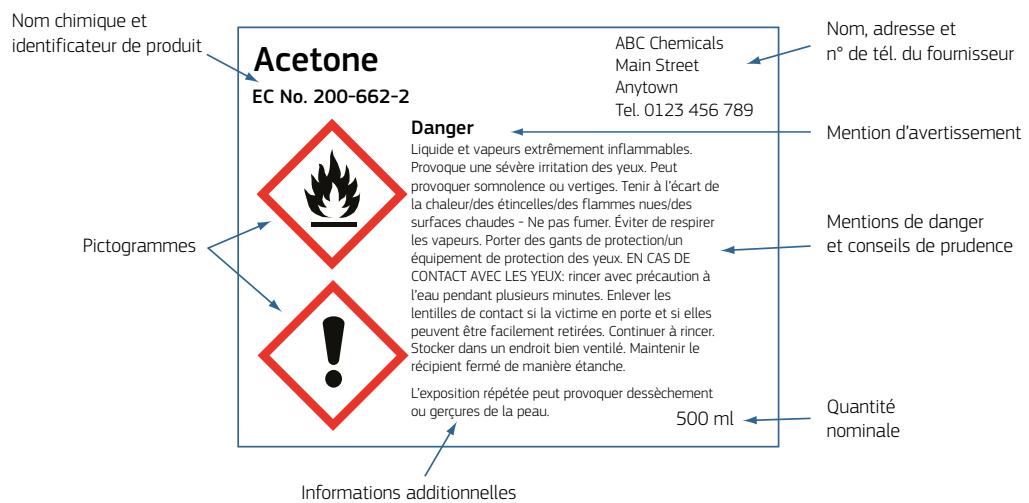 Nom chimique et
identificateur de produit
Acetone
EC No. 200-662-2
ABC Chemicals
Main Street
Anytown
Tel. 0123 456 789
Nom, adresse et
n° de tél. du fournisseur
Danger
Mention d'avertissement
Liquide et vapeurs extrêmement inflammables.
Provoque une sévère irritation des yeux. Peut
provoquer somnolence ou vertiges. Tenir à l'écart de
la chaleur/des étincelles/des flammes nues/des
surfaces chaudes - Ne pas fumer. Éviter de respirer
les vapeurs. Porter des gants de protection/un
équipement de protection des yeux. EN CAS DE
CONTACT AVEC LES YEUX: rincer avec précaution à
l'eau pendant plusieurs minutes. Enlever les
lentilles de contact si la victime en porte et si elles
peuvent être facilement retirées. Continuer à rincer.
Stocker dans un endroit bien ventilé. Maintenir le
récipient fermé de manière étanche.
Pictogrammes
Mentions de danger
et conseils de prudence
L'exposition répétée peut provoquer dessèchement
ou gerçures de la peau.
500 ml
Quantité
nominale
Informations additionnelles